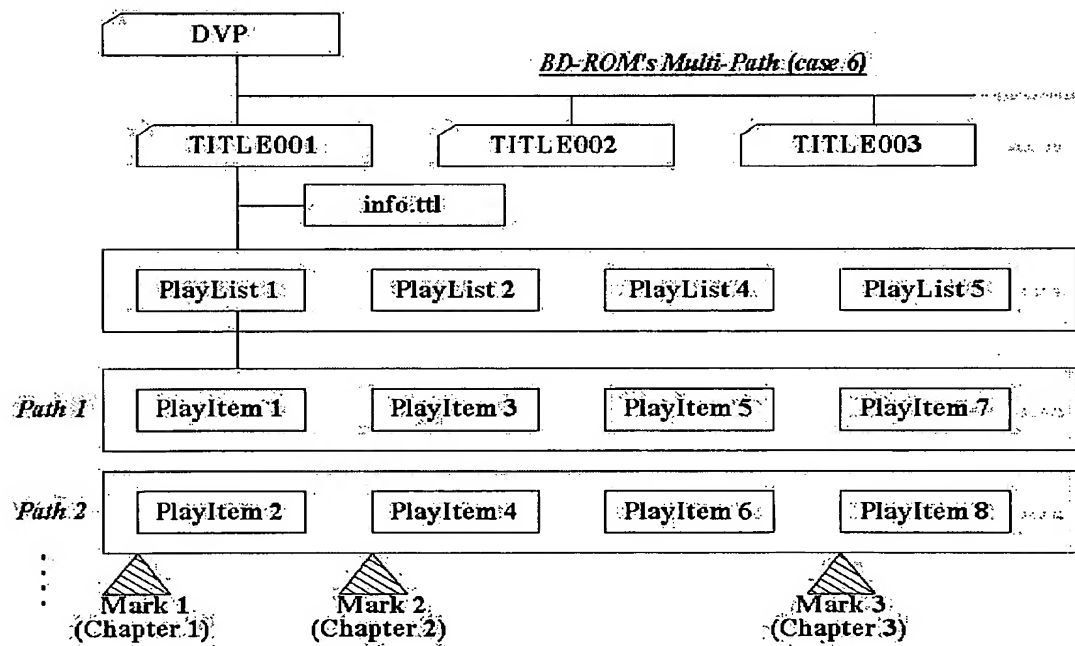 DVP
BD-ROM's Multi-Path (case 6)
TITLE001 TITLE002 TITLE003
info.ttl
PlayList 1 PlayList 2 PlayList 4 PlayList 5
Path 1 PlayItem 1 PlayItem 3 PlayItem 5 PlayItem 7
Path 2 PlayItem 2 PlayItem 4 PlayItem 6 PlayItem 8
Mark 1 Mark 2 Mark 3
(Chapter 1) (Chapter 2) (Chapter 3)